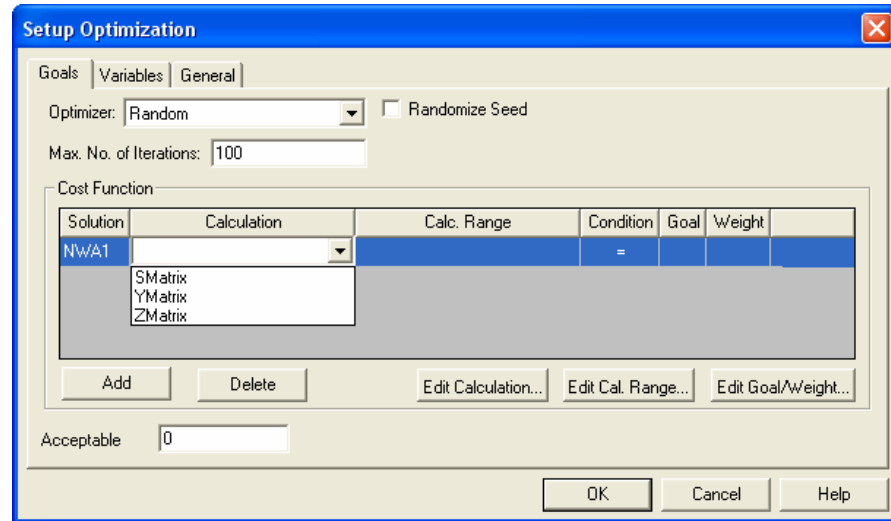 Setup Optimization
Goals Variables General
Optimizer: Random Randomize Seed
Max. No. of Iterations: 100
Cost Function
Solution Calculation Calc. Range Condition Goal Weight
NWA1 =
SMatrix
YMatrix
ZMatrix
Add Delete Edit Calculation... Edit Cal. Range... Edit Goal/Weight...
Acceptable 0
OK Cancel Help